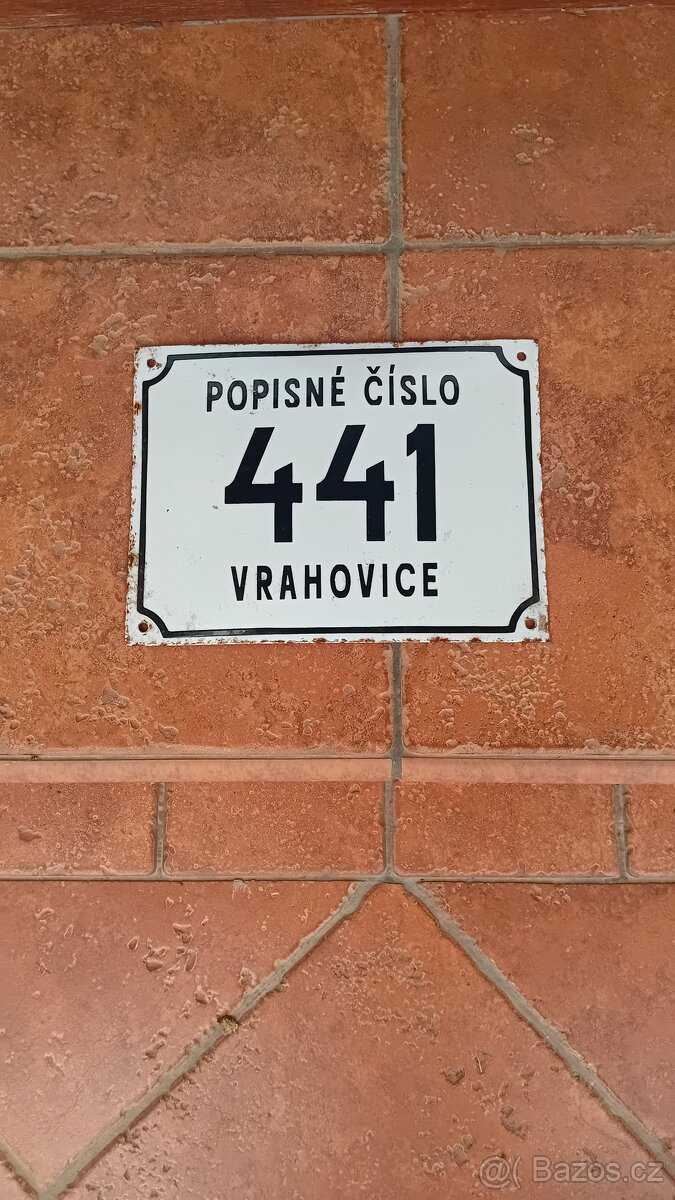 POPISNÉ ČÍSLO
441
VRAHOVICE
@( Bazos.cz